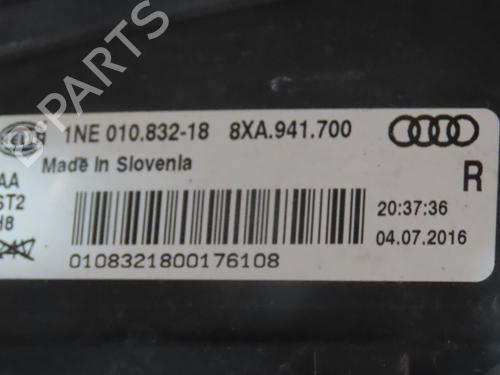 B PARTS
1NE 010.832-18 8XA.941.700
Made in Slovenia
AA
ST2
H8
R
20:37:36
04.07.2016
0108321800176108